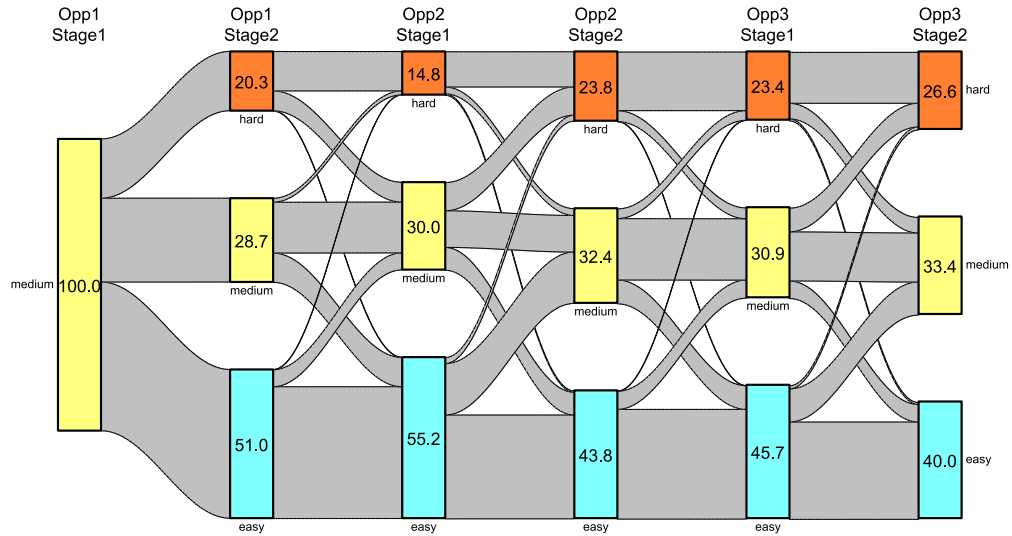 Opp1 Opp1 Opp2 Opp2 Opp3 Opp3
Stage1 Stage2 Stage1 Stage2 Stage1 Stage2
20.3 14.8 23.8 23.4 26.6 hard
hard hard hard hard
medium 100.0 28.7 30.0 32.4 30.9 33.4 medium
medium medium medium medium
51.0 55.2 43.8 45.7 40.0 easy
easy easy easy easy